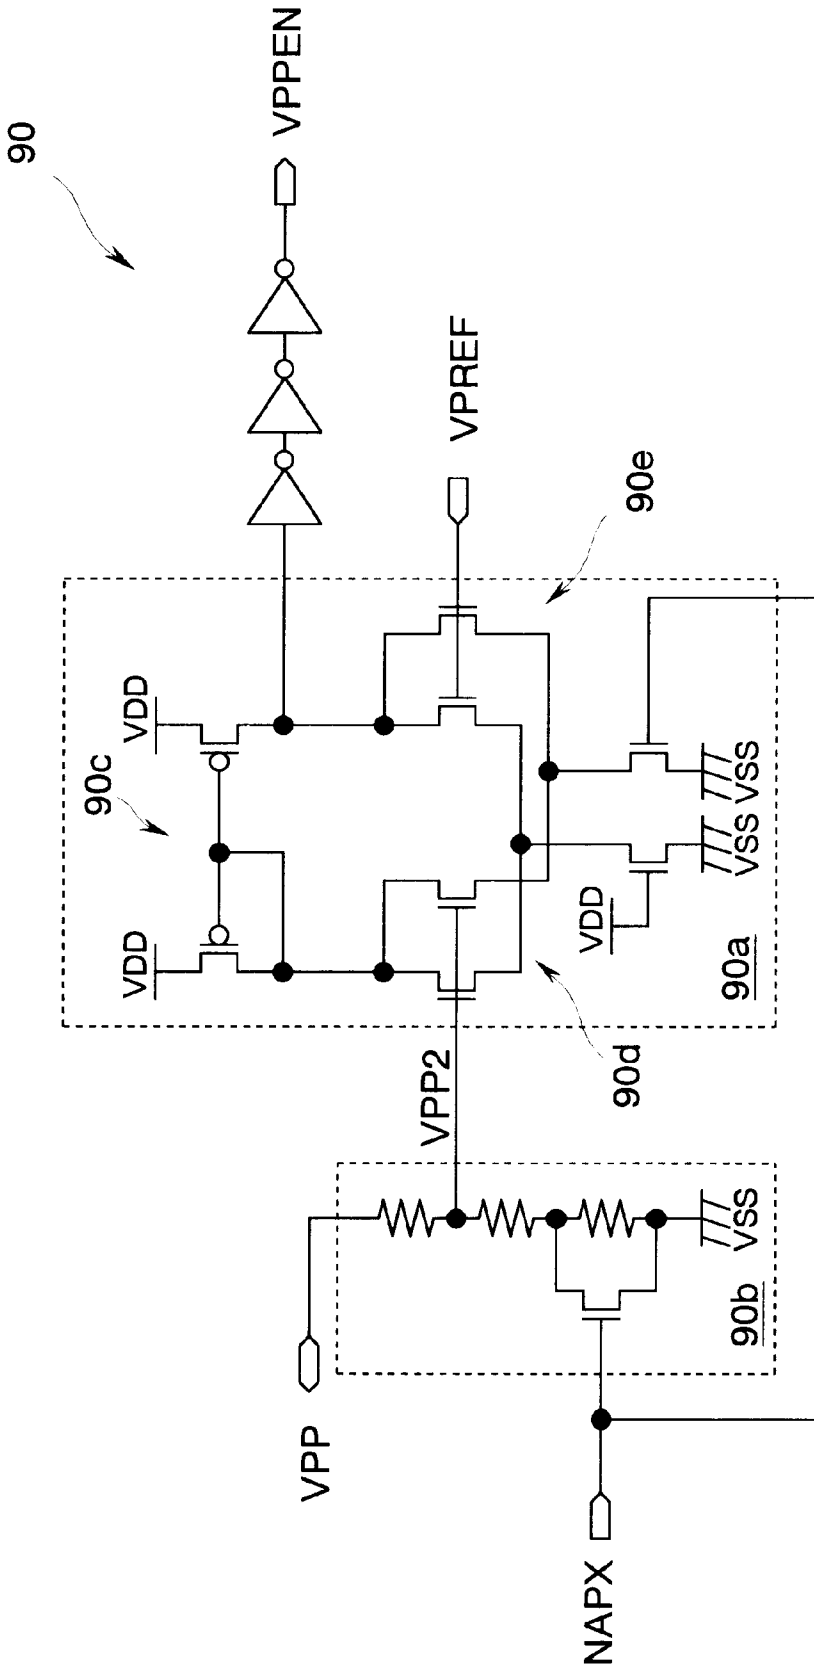 90
VPPEN
VPREF
90e
VDD
90c
VDD
VSS
VSS
VDD
90a
90d
VPP2
VSS
90b
VPP
NAPX